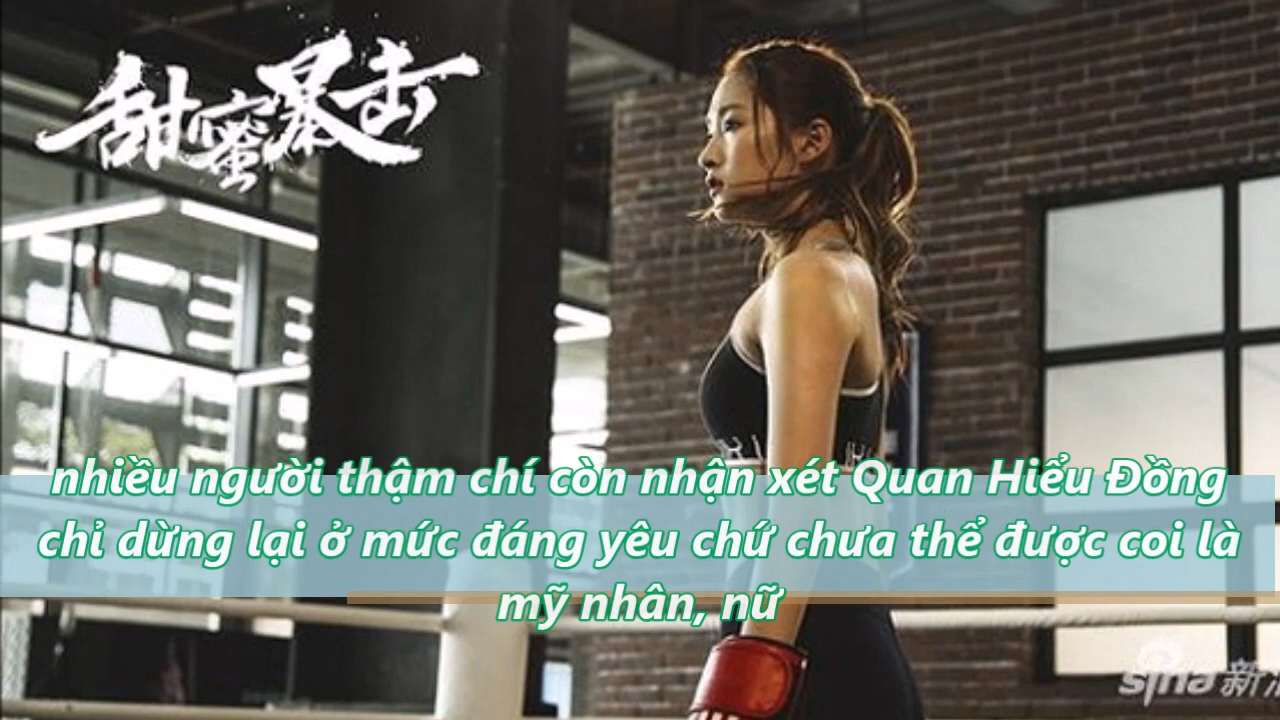 甜蜜暴击
nhiều người thậm chí còn nhận xét Quan Hiểu Đồng
chỉ dừng lại ở mức đáng yêu chứ chưa thể được coi là
mỹ nhân, nữ
sina新浪